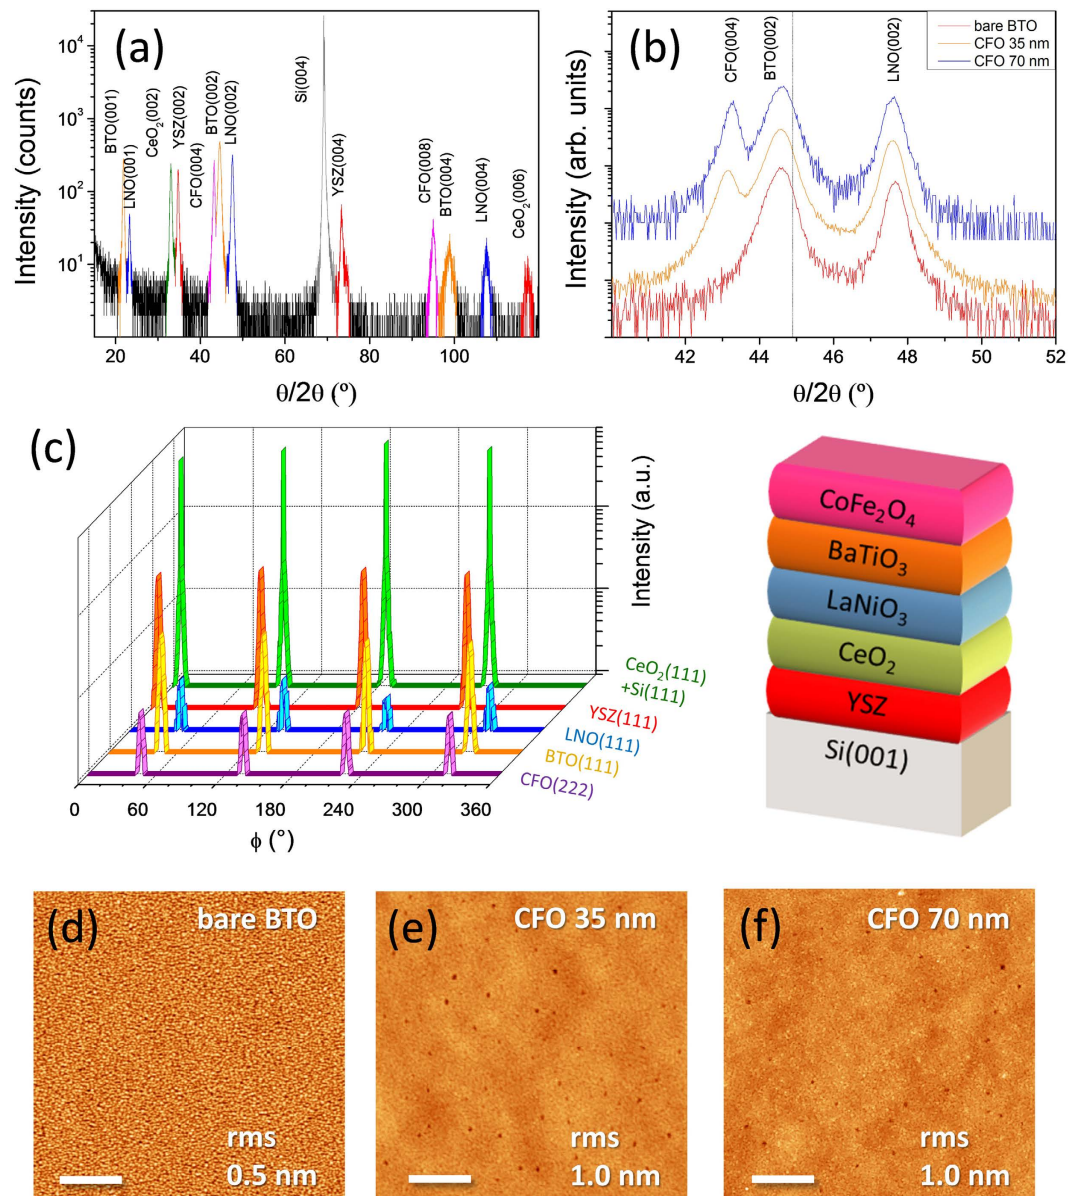 (a)
Intensity (counts)
10⁴
10³
10²
10¹
BTO(001)
LNO(001)
CeO₂(002)
YSZ(002)
CFO(004)
BTO(002)
LNO(002)
Si(004)
YSZ(004)
CFO(008)
BTO(004)
LNO(004)
CeO₂(006)
20 40 60 80 100
θ/2θ (º)
(b)
Intensity (arb. units)
CFO(004)
BTO(002)
LNO(002)
bare BTO
CFO 35 nm
CFO 70 nm
42 44 46 48 50 52
θ/2θ (º)
(c)
Intensity (a.u.)
CeO₂(111)
+Si(111)
YSZ(111)
LNO(111)
BTO(111)
CFO(222)
0 60 120 180 240 300 360
ϕ (°)
CoFe₂O₄
BaTiO₃
LaNiO₃
CeO₂
YSZ
Si(001)
(d)
bare BTO
rms
0.5 nm
(e)
CFO 35 nm
rms
1.0 nm
(f)
CFO 70 nm
rms
1.0 nm